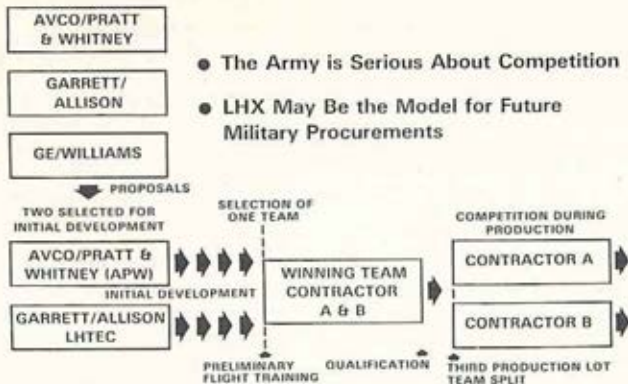 AVCO/PRATT
& WHITNEY
GARRETT/
ALLISON
GE/WILLIAMS
● The Army is Serious About Competition
● LHX May Be the Model for Future
Military Procurements
PROPOSALS
TWO SELECTED FOR
INITIAL DEVELOPMENT
SELECTION OF
ONE TEAM
COMPETITION DURING
PRODUCTION
AVCO/PRATT &
WHITNEY (APW)
INITIAL DEVELOPMENT
GARRETT/ALLISON
LHTEC
WINNING TEAM
CONTRACTOR
A & B
CONTRACTOR A
CONTRACTOR B
PRELIMINARY
FLIGHT TRAINING
QUALIFICATION
THIRD PRODUCTION LOT
TEAM SPLIT